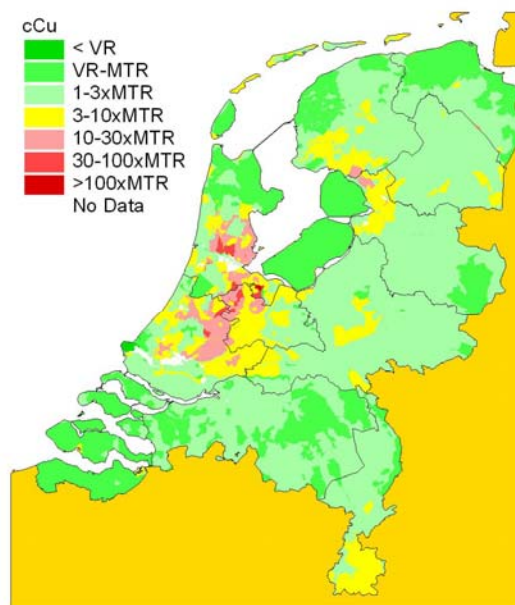 cCu
< VR
VR-MTR
1-3xMTR
3-10xMTR
10-30xMTR
30-100xMTR
>100xMTR
No Data